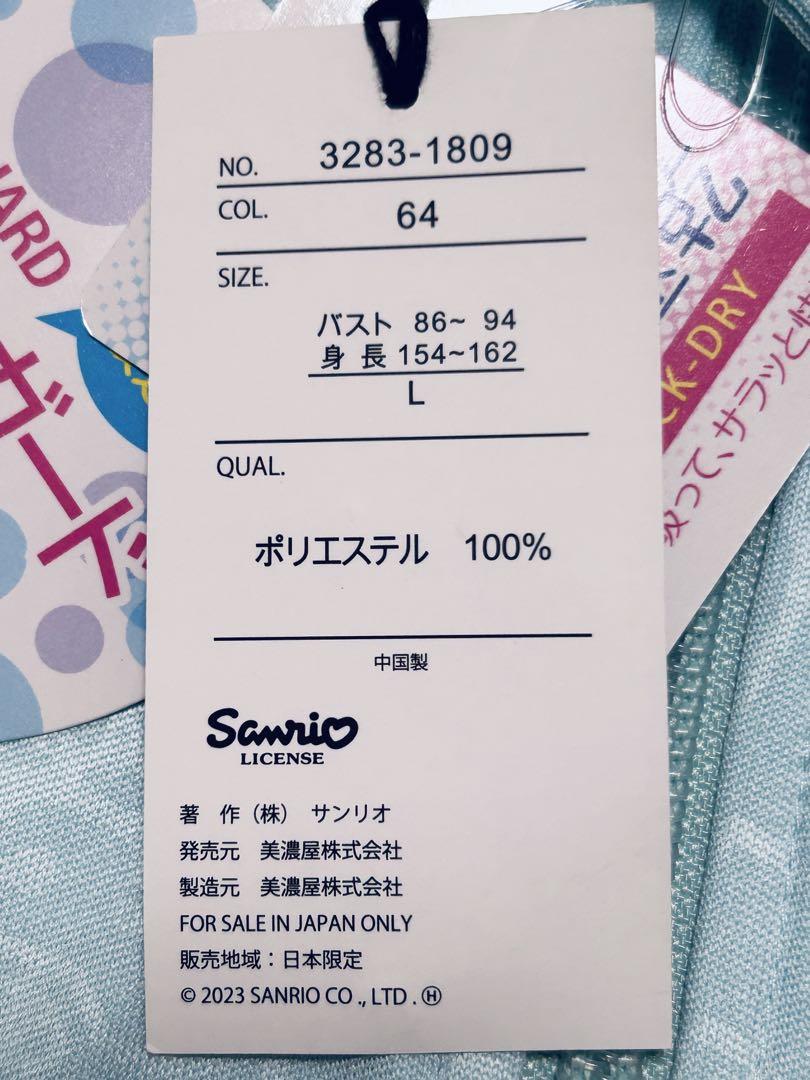 NO. 3283-1809
COL. 64
SIZE.
バスト 86~ 94
身 長 154~162
L
QUAL.
ポリエステル 100%
中国製
Sanrio
LICENSE
著 作(株) サンリオ
発売元 美濃屋株式会社
製造元 美濃屋株式会社
FOR SALE IN JAPAN ONLY
販売地域:日本限定
© 2023 SANRIO CO ., LTD . Ⓗ
ARD
ガード
CK-DRY
って、サラッと